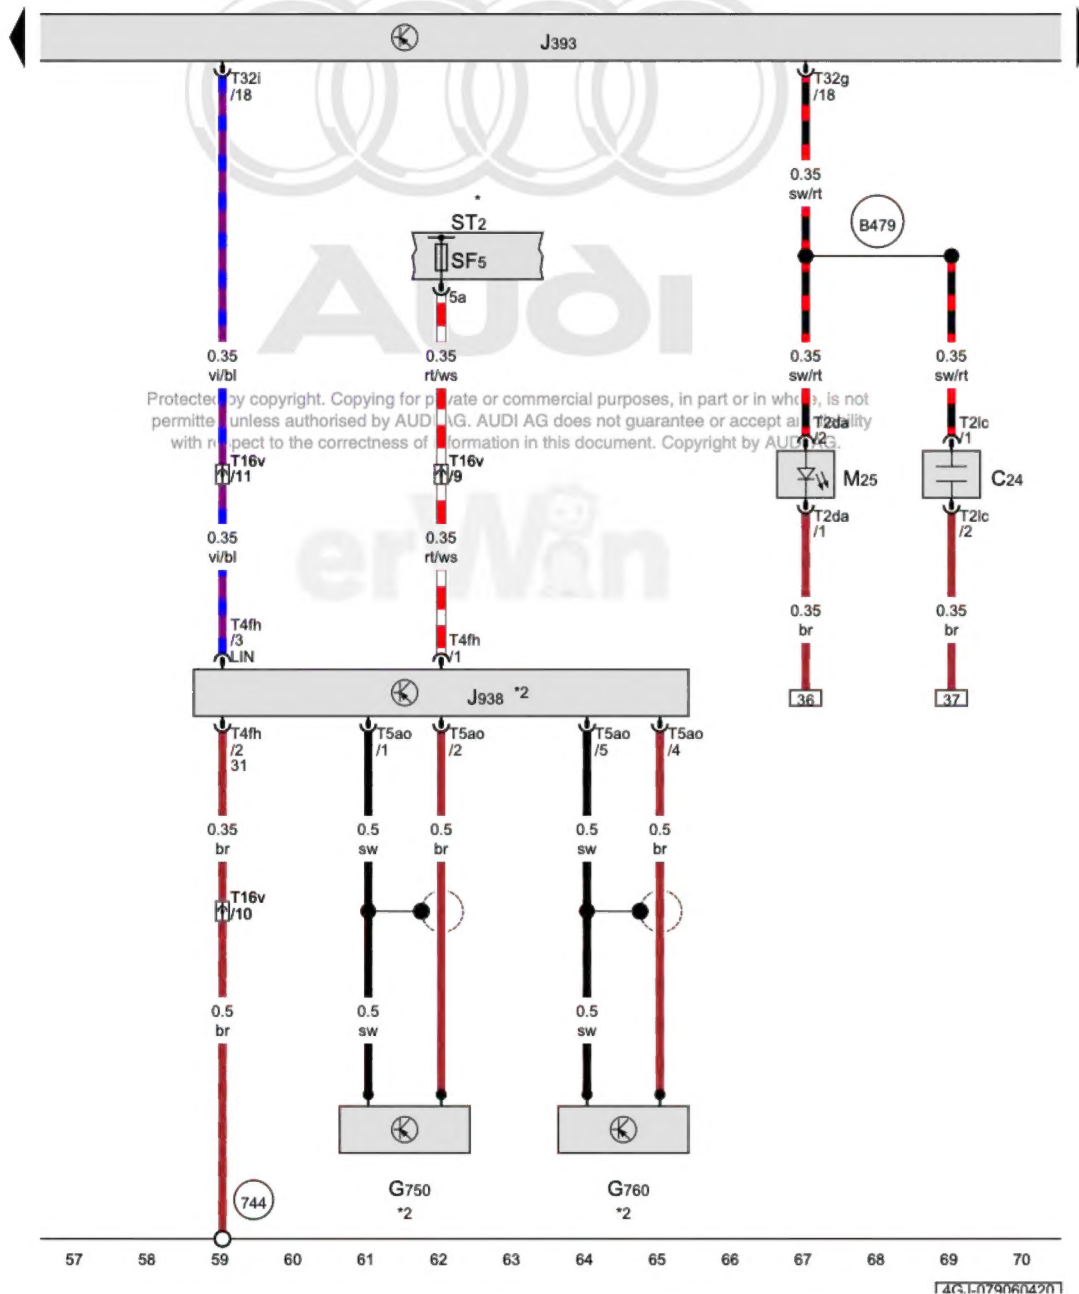 J393
T32i
/18
T32g
/18
0.35
sw/rt
*
ST2
B479
SF5
5a
Audi
0.35
vi/bl
0.35
rt/ws
0.35
sw/rt
0.35
sw/rt
Protected by copyright. Copying for private or commercial purposes, in part or in whole, is not
permitted unless authorised by AUDI AG. AUDI AG does not guarantee or accept any liability
with respect to the correctness of information in this document. Copyright by AUDI AG.
T2da
/2
T2lc
/1
T16v
/11
T16v
/9
M25
C24
T2da
/1
T2lc
/2
erWin
0.35
vi/bl
0.35
rt/ws
0.35
br
0.35
br
T4fh
/3
LIN
T4fh
/1
J938 *2
36
37
T4fh
/2
31
T5ao
/1
T5ao
/2
T5ao
/5
T5ao
/4
0.35
br
0.5
sw
0.5
br
0.5
sw
0.5
br
T16v
/10
0.5
br
0.5
sw
0.5
sw
G750
*2
G760
*2
744
57 58 59 60 61 62 63 64 65 66 67 68 69 70
4GJ-079060420